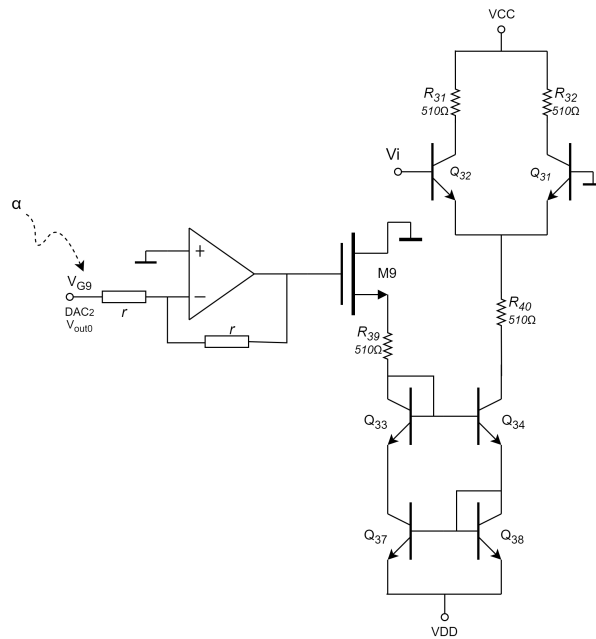 VCC
R31
510Ω
R32
510Ω
Vi
Q32
Q31
α
+
M9
VG9
DAC2
Vout0
r
−
r
R40
510Ω
R39
510Ω
Q33
Q34
Q37
Q38
VDD